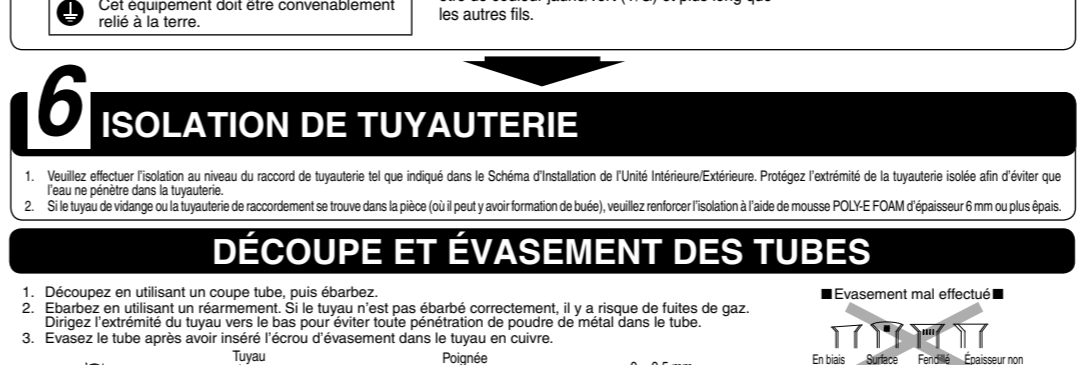 Cet équipement doit être convenablement
relié à la terre.
les autres fils.
6
ISOLATION DE TUYAUTERIE
1. Veuillez effectuer l'isolation au niveau du raccord de tuyauterie tel que indiqué dans le Schéma d'Installation de l'Unité Intérieure/Extérieure. Protégez l'extrémité de la tuyauterie isolée afin d'éviter que
l'eau ne pénètre dans la tuyauterie.
2. Si le tuyau de vidange ou la tuyauterie de raccordement se trouve dans la pièce (où il peut y avoir formation de buée), veuillez renforcer l'isolation à l'aide de mousse POLY-E FOAM d'épaisseur 6 mm ou plus épais.
DÉCOUPE ET ÉVASEMENT DES TUBES
1. Découpez en utilisant un coupe tube, puis ébarbez.
2. Ebarbez en utilisant un réarmement. Si le tuyau n'est pas ébarbé correctement, il y a risque de fuites de gaz.
Dirigez l'extrémité du tuyau vers le bas pour éviter toute pénétration de poudre de métal dans le tube.
3. Evasez le tube après avoir inséré l'écrou d'évasement dans le tuyau en cuivre.
■Evasement mal effectué■
En biais Surface Fendillé Épaisseur non
Tuyau Poignée